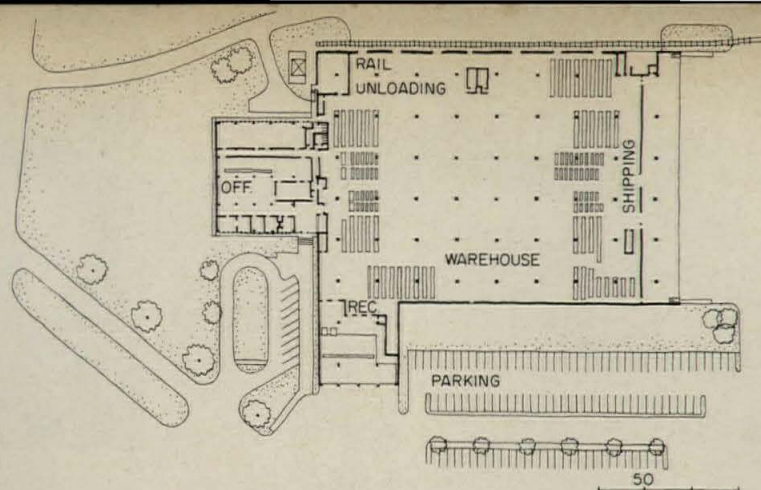 RAIL
UNLOADING
OFF.
SHIPPING
WAREHOUSE
REC.
PARKING
50